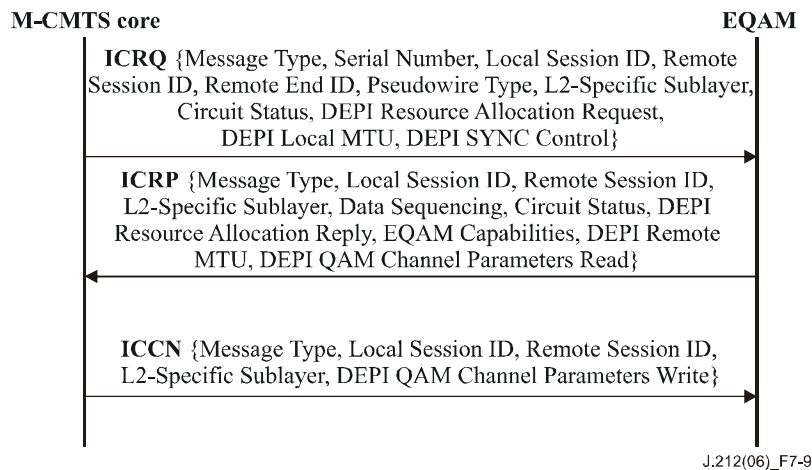 M-CMTS core
EQAM
ICRQ {Message Type, Serial Number, Local Session ID, Remote
Session ID, Remote End ID, Pseudowire Type, L2-Specific Sublayer,
Circuit Status, DEPI Resource Allocation Request,
DEPI Local MTU, DEPI SYNC Control}
ICRP {Message Type, Local Session ID, Remote Session ID,
L2-Specific Sublayer, Data Sequencing, Circuit Status, DEPI
Resource Allocation Reply, EQAM Capabilities, DEPI Remote
MTU, DEPI QAM Channel Parameters Read}
ICCN {Message Type, Local Session ID, Remote Session ID,
L2-Specific Sublayer, DEPI QAM Channel Parameters Write}
J.212(06)_F7-9